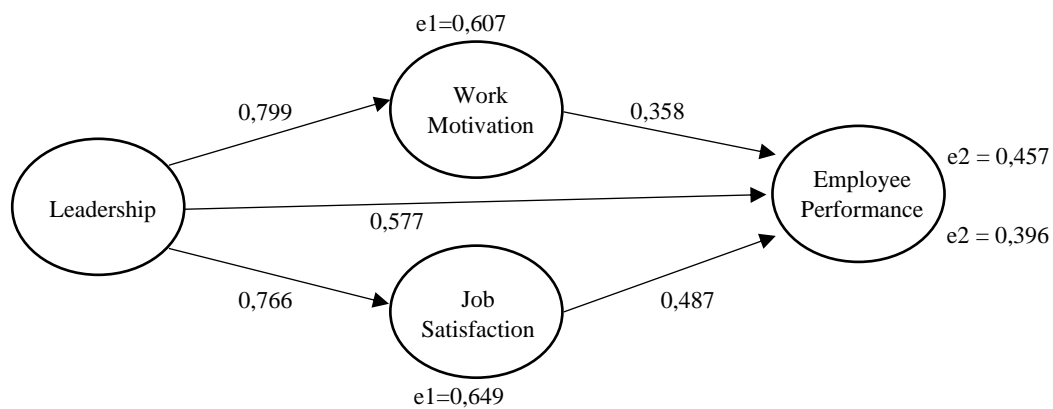 e1=0,607
Work
Motivation
0,799
0,358
Employee
Performance
e2 = 0,457
Leadership
0,577
e2 = 0,396
0,766
Job
Satisfaction
0,487
e1=0,649